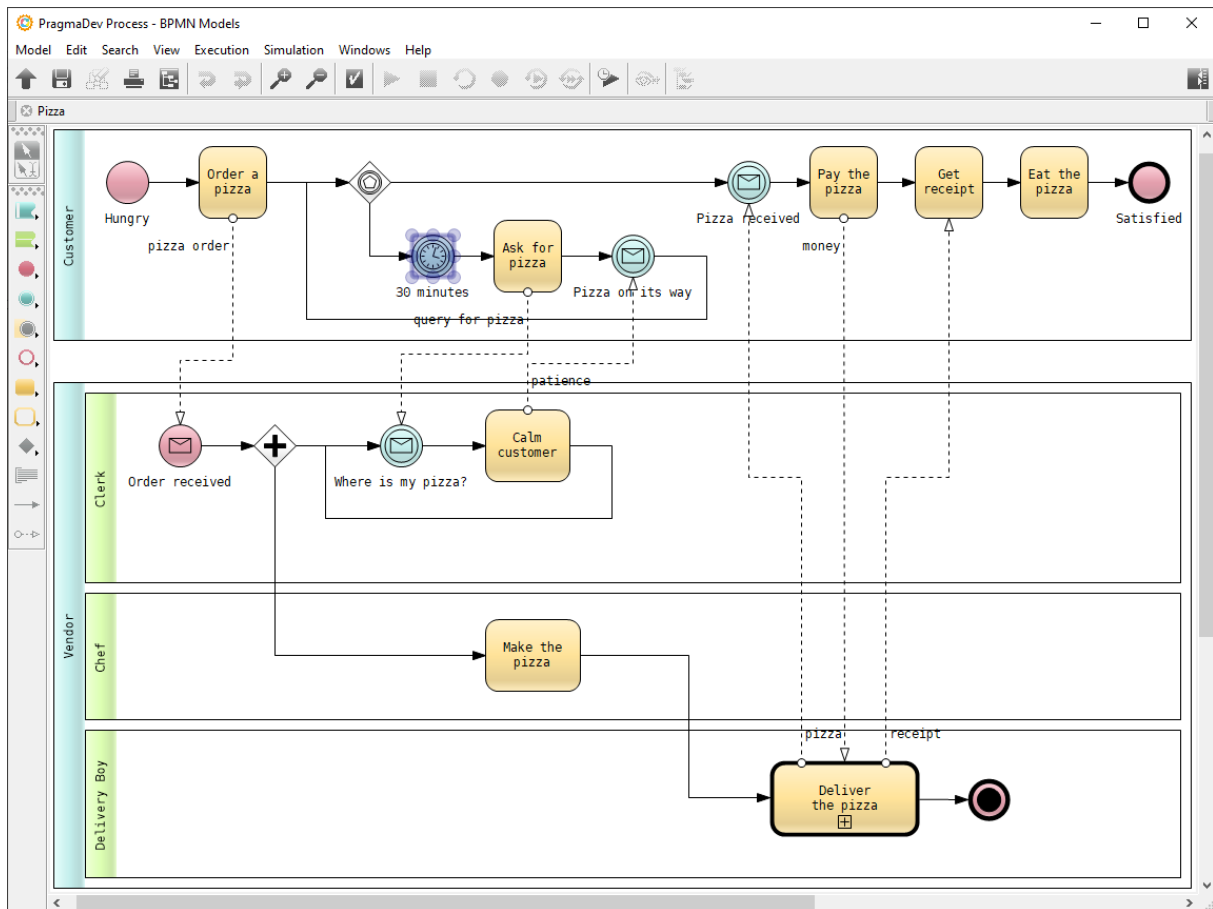 PragmaDev Process - BPMN Models
Model Edit Search View Execution Simulation Windows Help
Pizza
Customer
Hungry
Order a
pizza
pizza order
30 minutes
Ask for
pizza
query for pizza
Pizza on its way
Pizza received
Pay the
pizza
money
Get
receipt
Eat the
pizza
Satisfied
patience
Vendor
Clerk
Order received
Where is my pizza?
Calm
customer
Chef
Make the
pizza
Delivery Boy
pizza
receipt
Deliver
the pizza